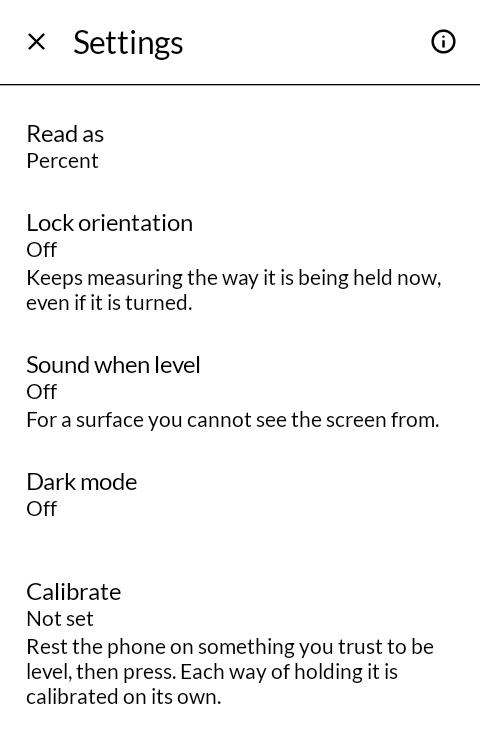 Settings
Read as
Percent
Lock orientation
Off
Keeps measuring the way it is being held now,
even if it is turned.
Sound when level
Off
For a surface you cannot see the screen from.
Dark mode
Off
Calibrate
Not set
Rest the phone on something you trust to be
level, then press. Each way of holding it is
calibrated on its own.